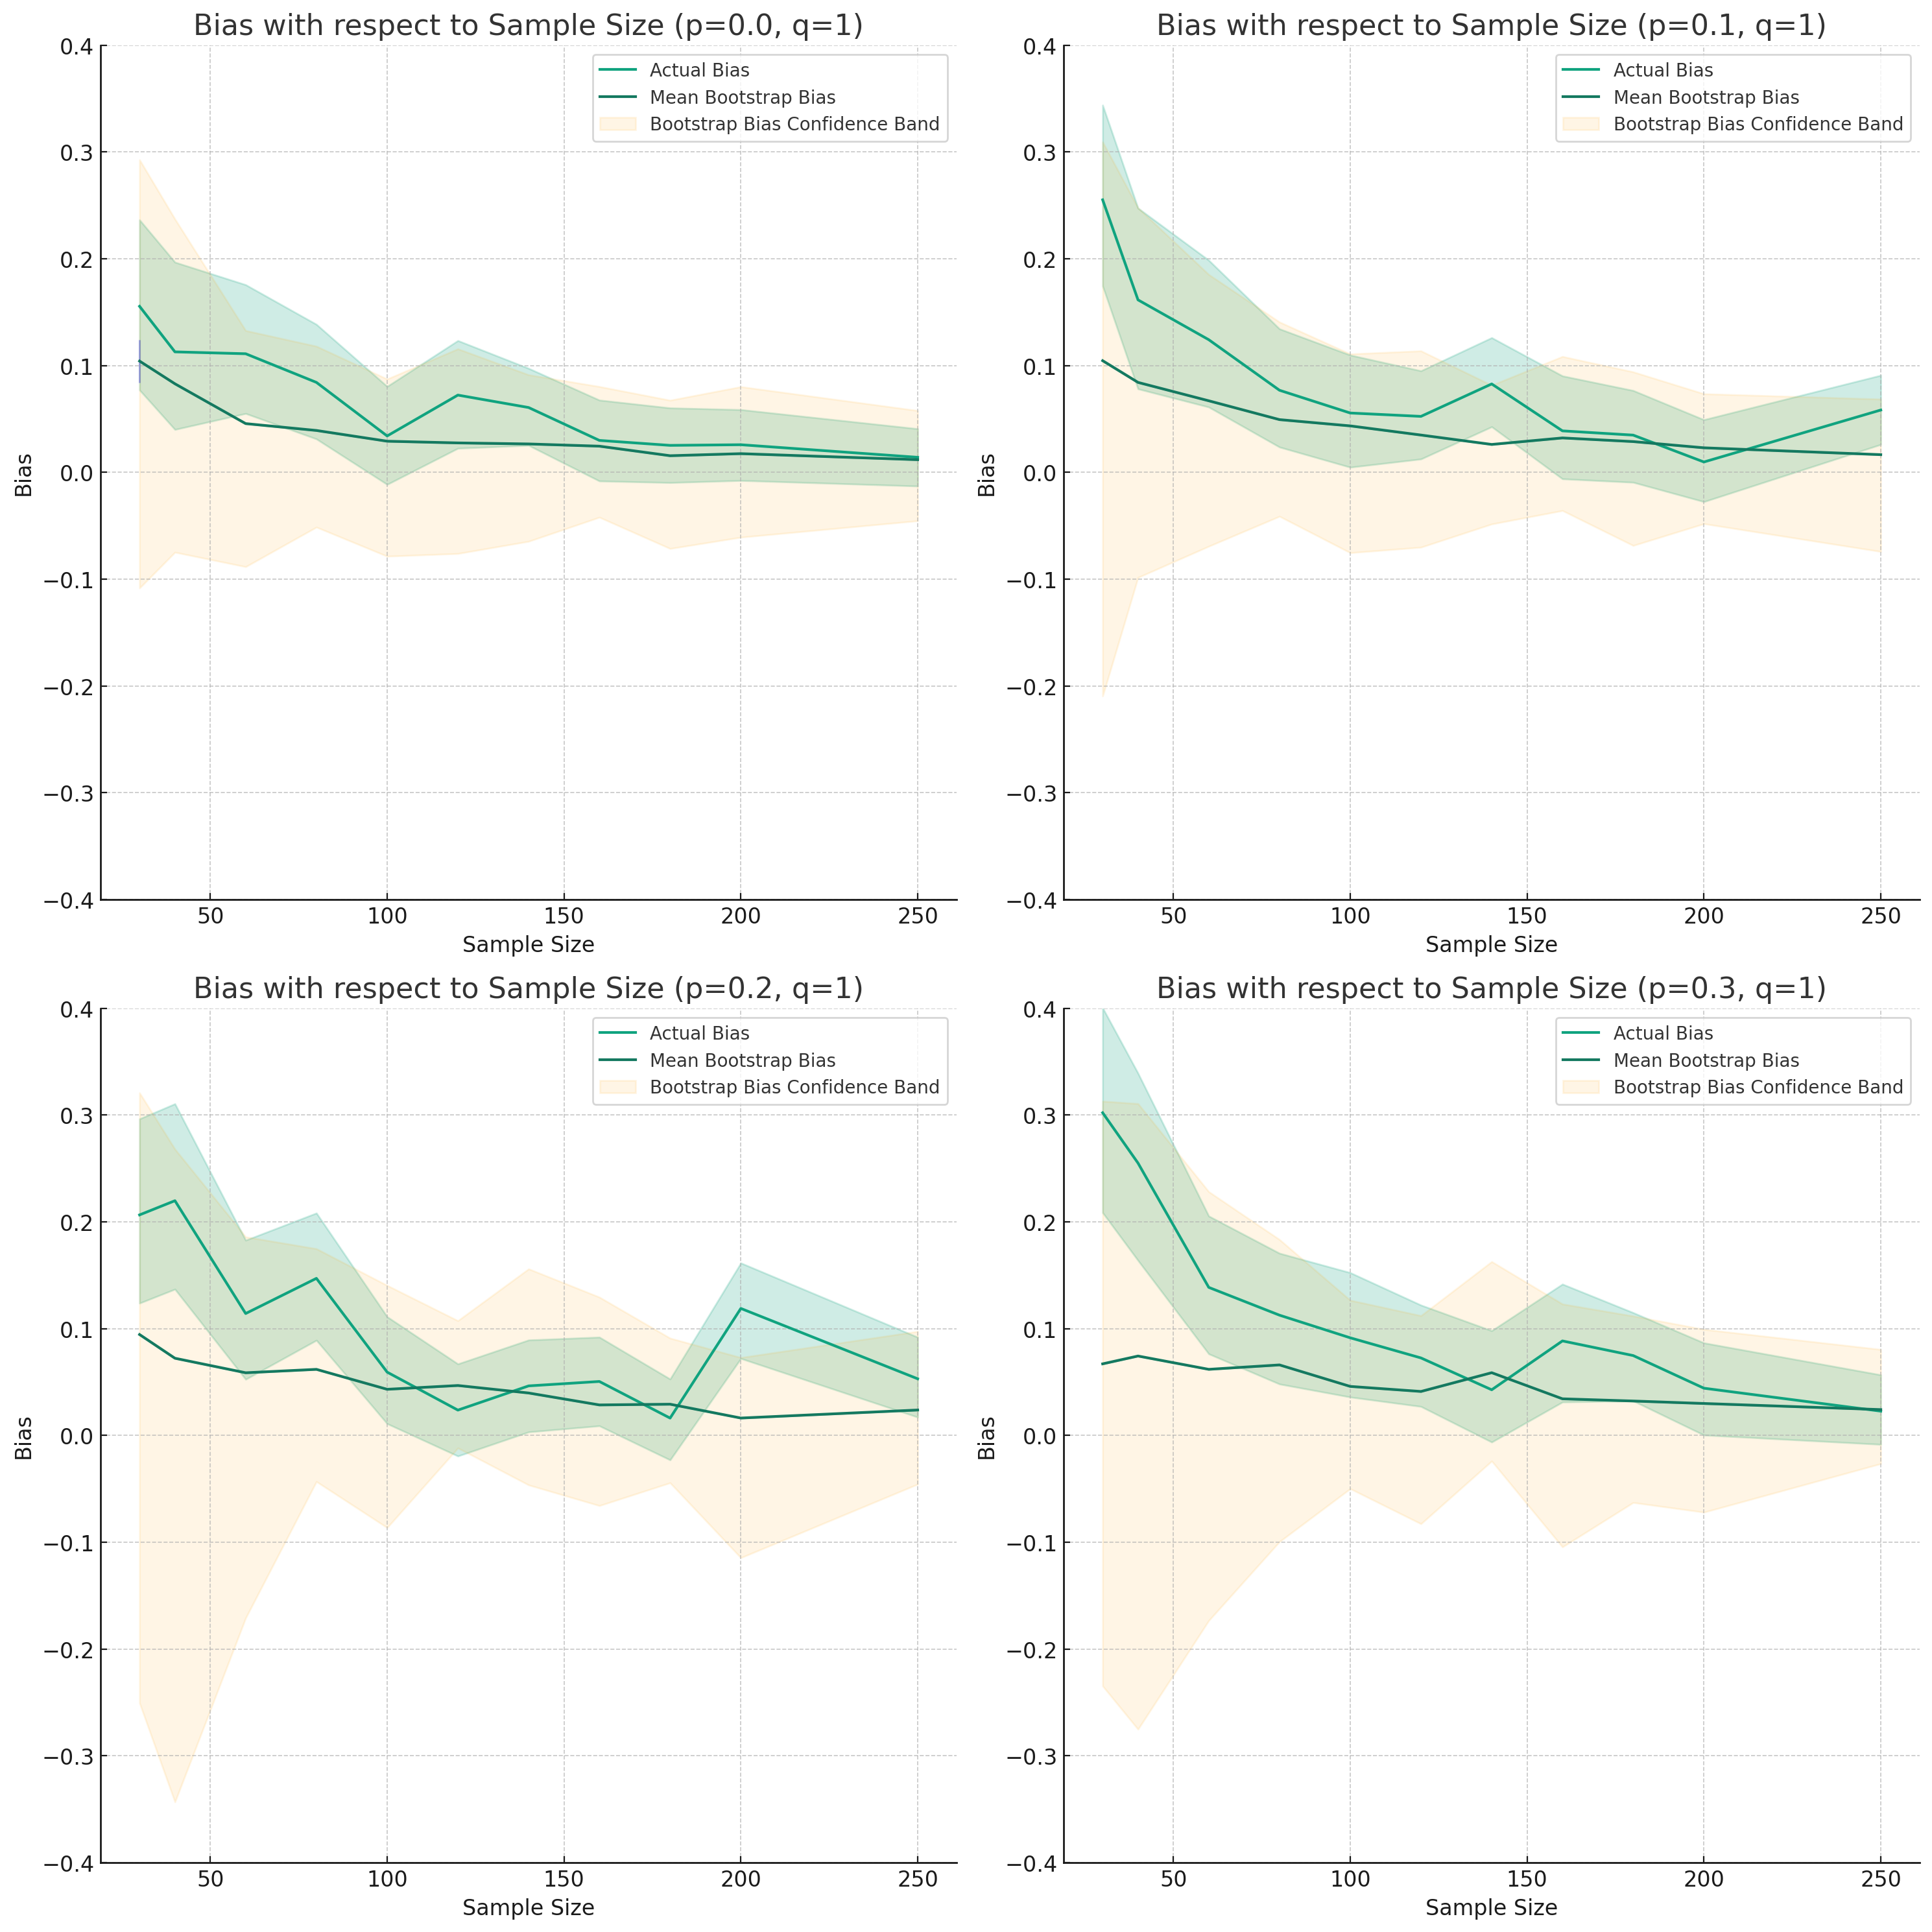 Bias with respect to Sample Size (p=0.0, q=1)
Actual Bias
Mean Bootstrap Bias
Bootstrap Bias Confidence Band
Bias
0.4
0.3
0.2
0.1
0.0
−0.1
−0.2
−0.3
−0.4
50 100 150 200 250
Sample Size
Bias with respect to Sample Size (p=0.1, q=1)
Actual Bias
Mean Bootstrap Bias
Bootstrap Bias Confidence Band
Bias
0.4
0.3
0.2
0.1
0.0
−0.1
−0.2
−0.3
−0.4
50 100 150 200 250
Sample Size
Bias with respect to Sample Size (p=0.2, q=1)
Actual Bias
Mean Bootstrap Bias
Bootstrap Bias Confidence Band
Bias
0.4
0.3
0.2
0.1
0.0
−0.1
−0.2
−0.3
−0.4
50 100 150 200 250
Sample Size
Bias with respect to Sample Size (p=0.3, q=1)
Actual Bias
Mean Bootstrap Bias
Bootstrap Bias Confidence Band
Bias
0.4
0.3
0.2
0.1
0.0
−0.1
−0.2
−0.3
−0.4
50 100 150 200 250
Sample Size